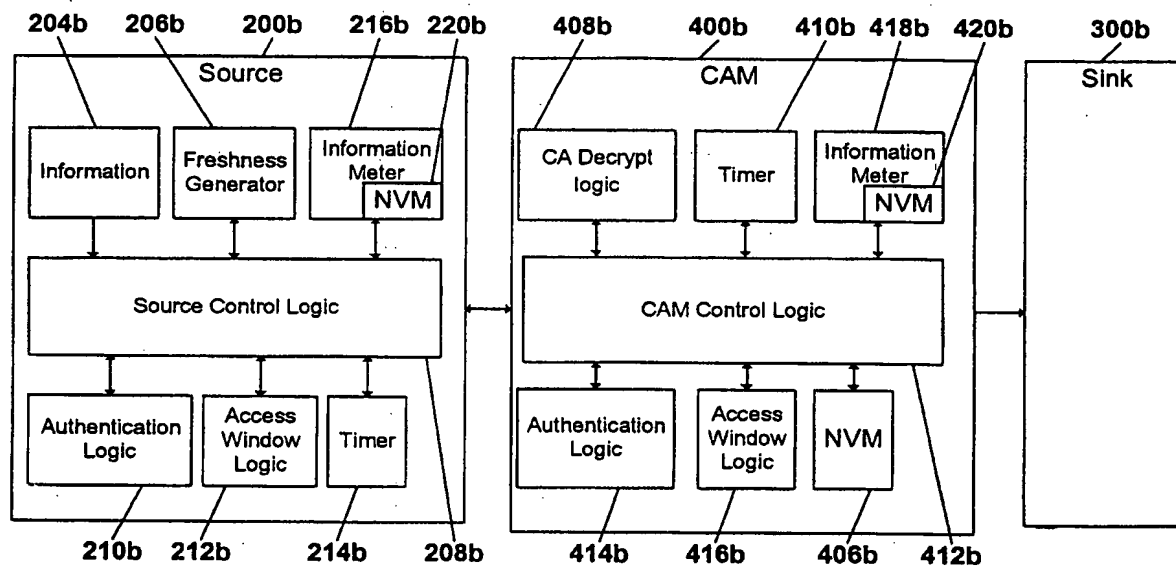 204b 206b 200b 216b 220b 408b 400b 410b 418b 420b 300b
Source
CAM
Sink
Information
Freshness
Generator
Information
Meter
NVM
CA Decrypt
logic
Timer
Information
Meter
NVM
Source Control Logic
CAM Control Logic
Authentication
Logic
Access
Window
Logic
Timer
Authentication
Logic
Access
Window
Logic
NVM
210b 212b 214b 208b 414b 416b 406b 412b